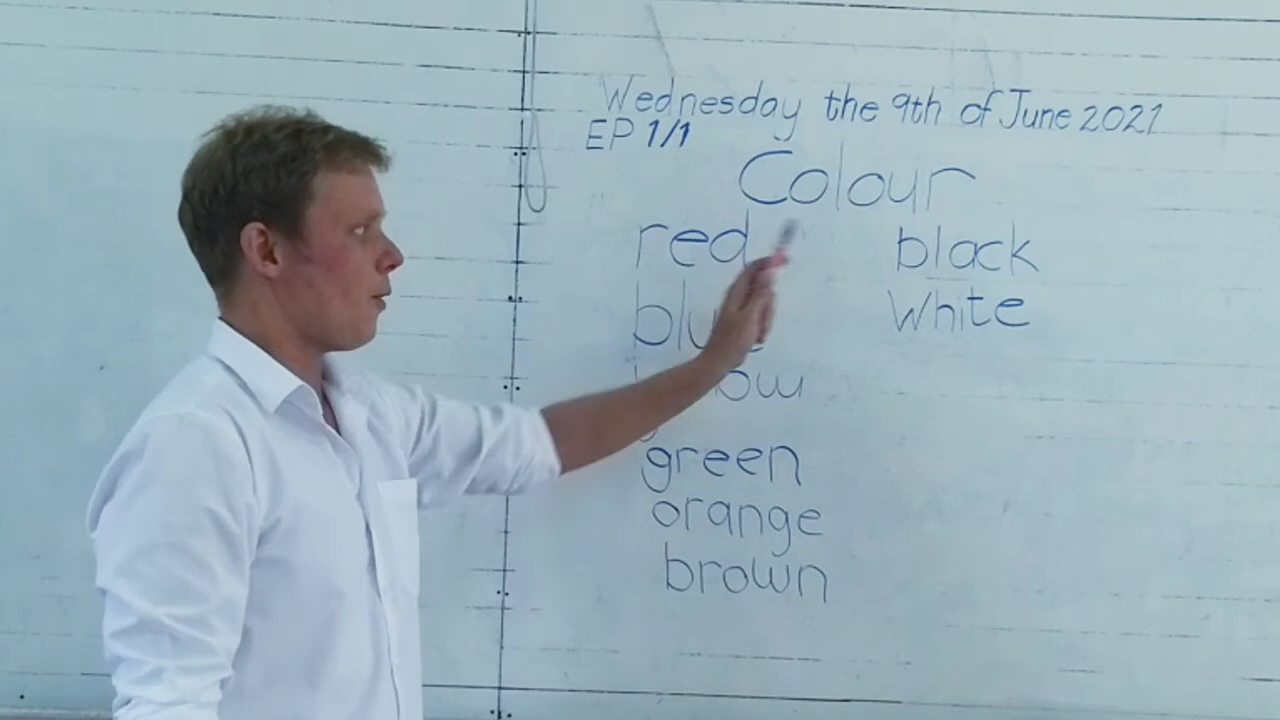 Wednesday the 9th of June 2021
EP 1/1
Colour
red
green
orange
brown
black
White